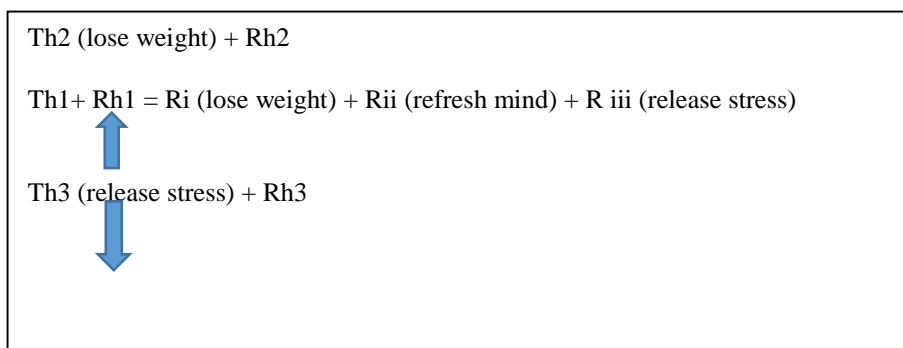 Th2 (lose weight) + Rh2
Th1+ Rh1 = Ri (lose weight) + Rii (refresh mind) + R iii (release stress)
Th3 (release stress) + Rh3